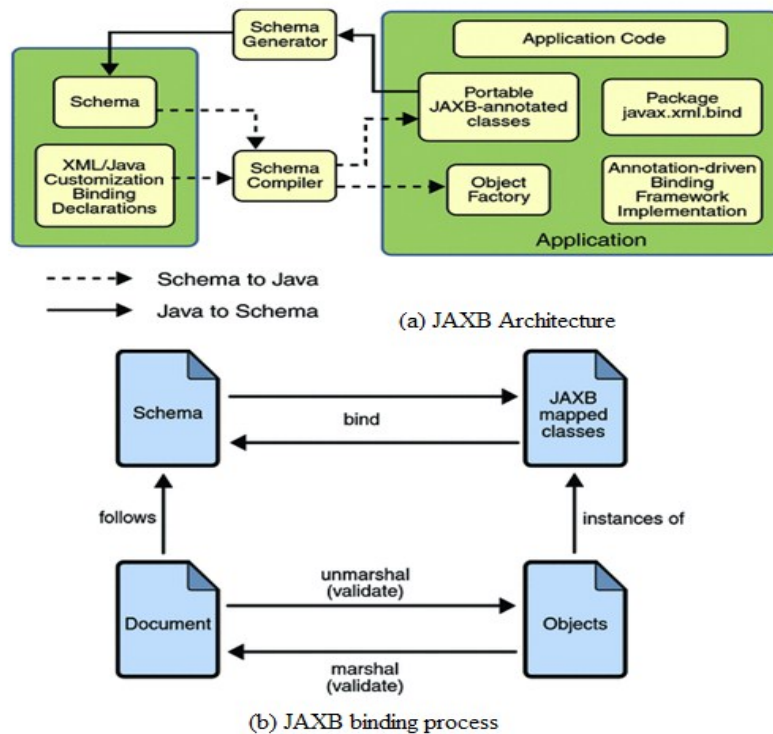 Schema
Generator
Application Code
Schema
Portable
JAXB-annotated
classes
Package
javax.xml.bind
XML/Java
Customization
Binding
Declarations
Schema
Compiler
Object
Factory
Annotation-driven
Binding
Framework
Implementation
Application
Schema to Java
Java to Schema
(a) JAXB Architecture
Schema
bind
JAXB
mapped
classes
follows
instances of
Document
unmarshal
(validate)
Objects
marshal
(validate)
(b) JAXB binding process